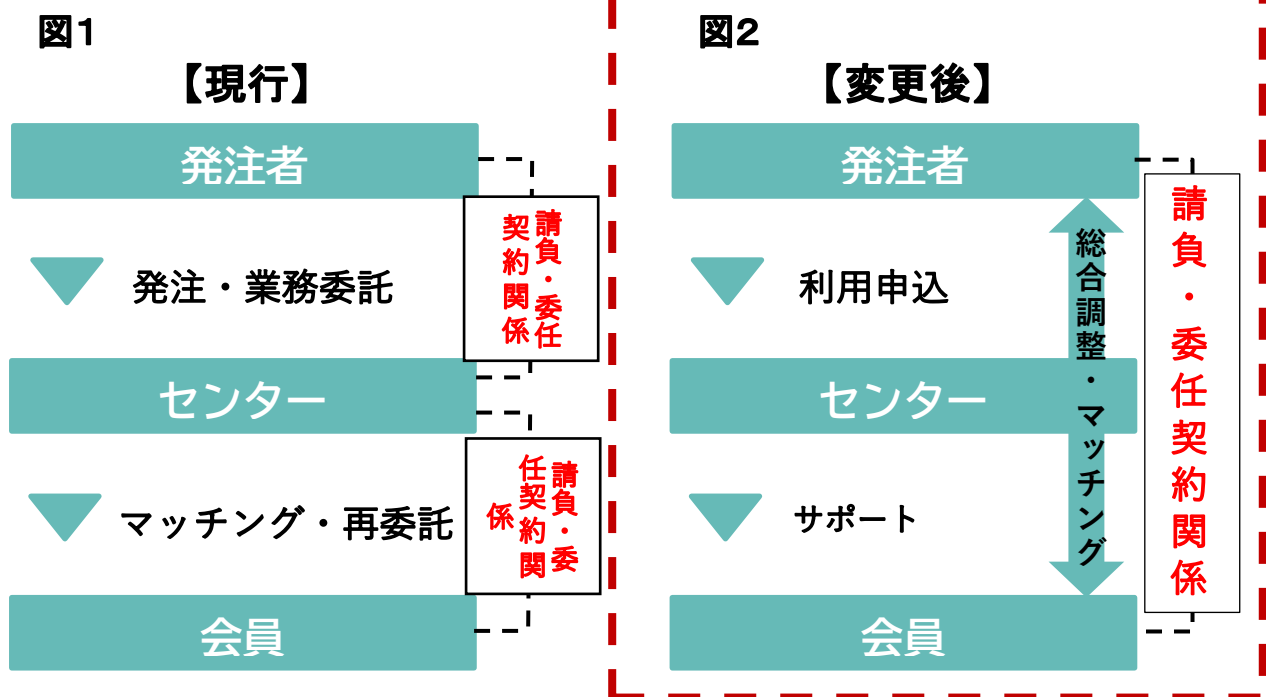 図1
【現行】
発注者
請負・委任
契約関係
発注・業務委託
センター
請負・委
任契約関
係
マッチング・再委託
会員
図2
【変更後】
発注者
利用申込
センター
サポート
会員
総合調整・マッチング
請負・委任契約関係